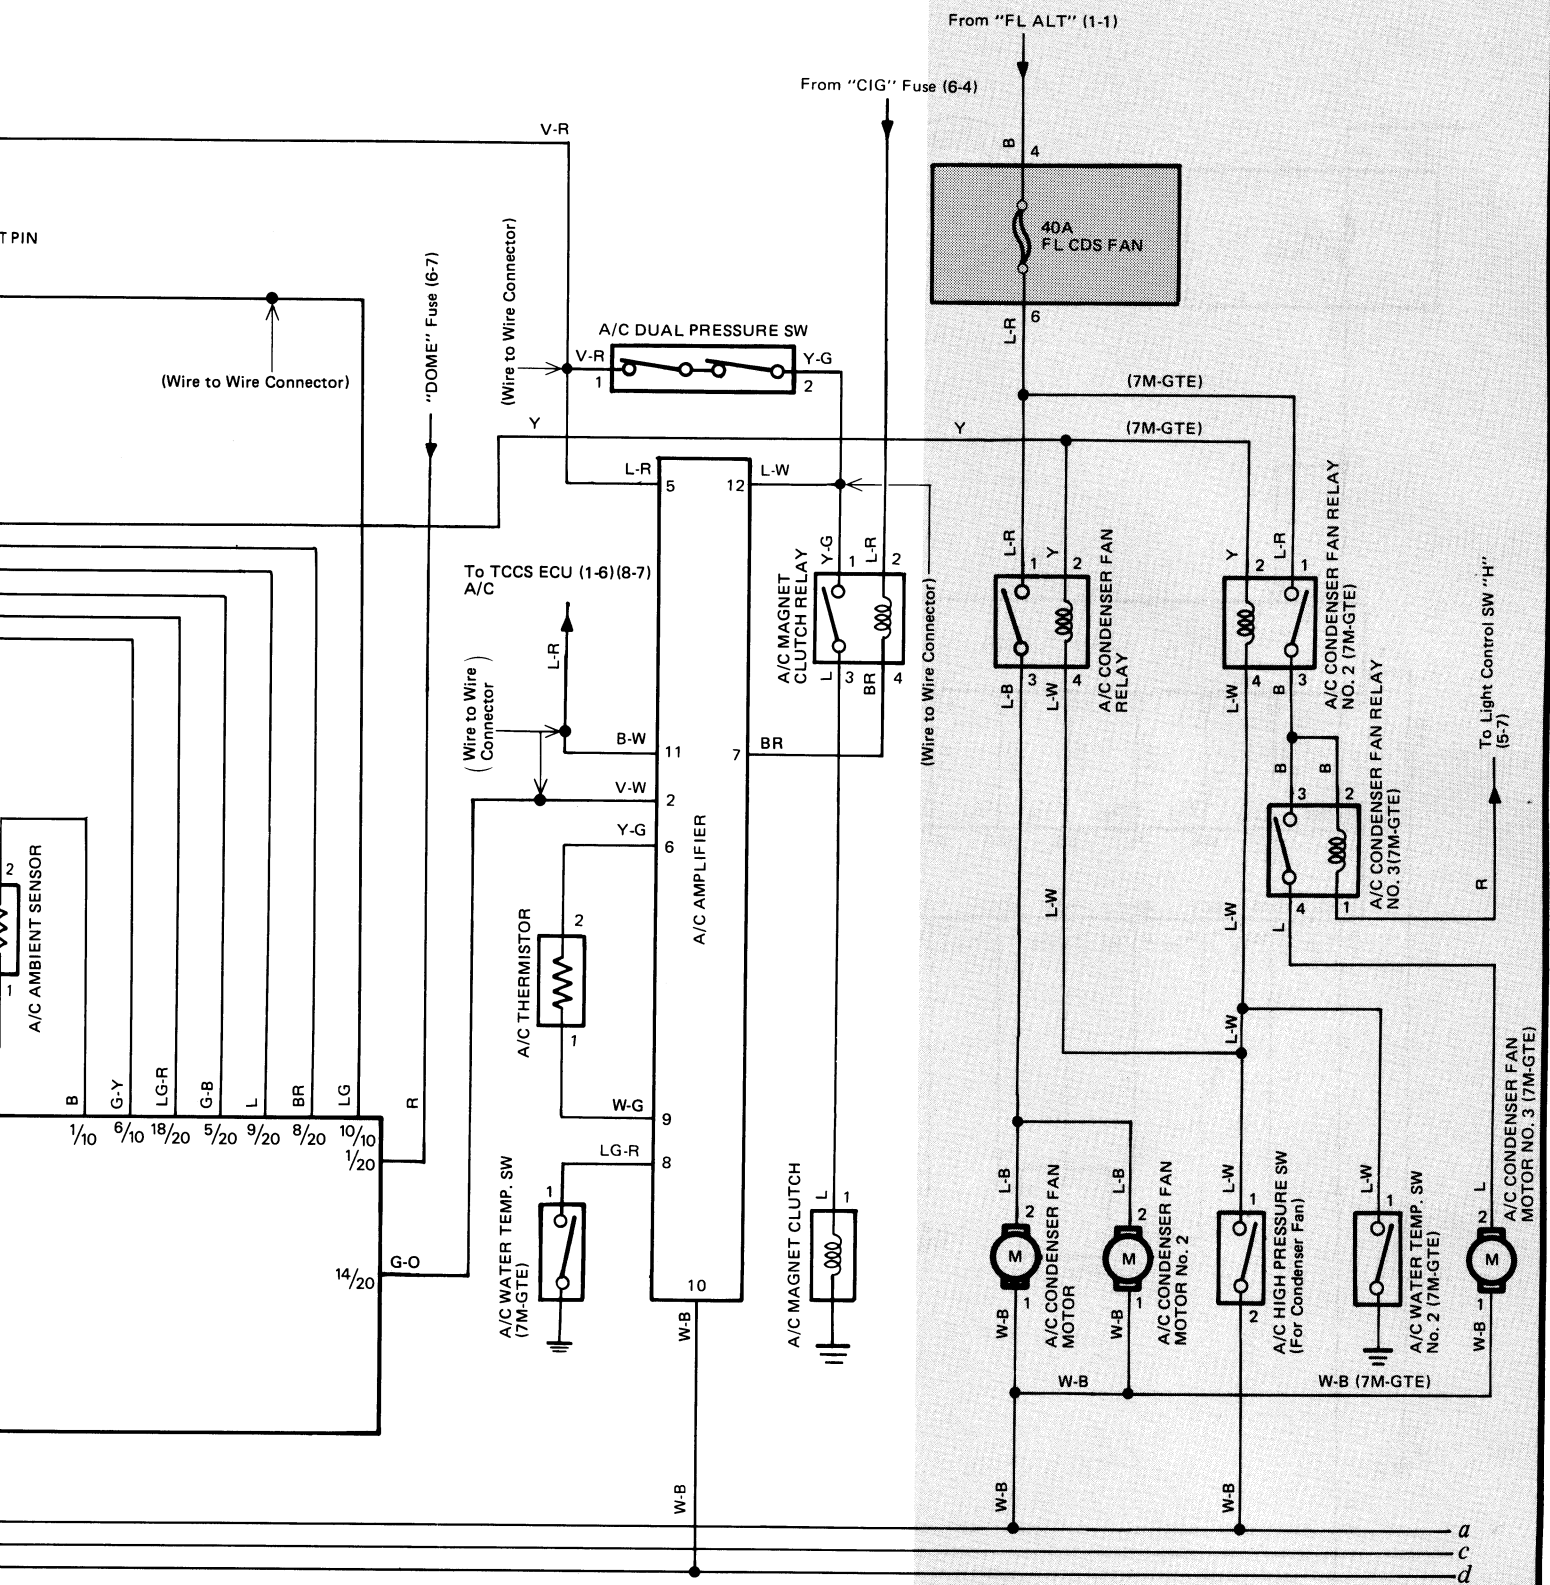 From "FL ALT" (1-1)
From "CIG" Fuse (6-4)
V-R
B
4
T PIN
40A
FL CDS FAN
6
L-R
(Wire to Wire Connector)
"DOME" Fuse (6-7)
(Wire to Wire Connector)
A/C DUAL PRESSURE SW
V-R
1
Y-G
2
(7M-GTE)
Y
Y
(7M-GTE)
L-R
5
12
L-W
To TCCS ECU (1-6)(8-7)
A/C
L-R
(Wire to Wire
Connector)
A/C MAGNET
CLUTCH RELAY
Y-G
1
L-R
2
L
3
BR
4
(Wire to Wire Connector)
L-R
1
Y
2
L-B
3
L-W
4
A/C CONDENSER FAN
RELAY
Y
2
L-R
1
L-W
4
B
3
A/C CONDENSER FAN RELAY
NO. 2 (7M-GTE)
To Light Control SW "H"
(5-7)
B
B
3
2
4
1
L
R
A/C CONDENSER FAN RELAY
NO. 3(7M-GTE)
B-W
11
7
BR
V-W
2
Y-G
6
A/C AMPLIFIER
2
A/C THERMISTOR
1
W-G
9
LG-R
8
10
W-B
W-B
2
A/C AMBIENT SENSOR
1
B
G-Y
LG-R
G-B
L
BR
LG
R
1/10
6/10
18/20
5/20
9/20
8/20
10/10
1/20
14/20
G-O
A/C WATER TEMP. SW
(7M-GTE)
1
A/C MAGNET CLUTCH
L
1
L-W
L-W
L-W
L-B
2
M
1
W-B
A/C CONDENSER FAN
MOTOR
L-B
2
M
1
W-B
A/C CONDENSER FAN
MOTOR No. 2
L-W
1
2
A/C HIGH PRESSURE SW
(For Condenser Fan)
L-W
1
A/C WATER TEMP. SW
No. 2 (7M-GTE)
L
2
M
1
W-B
A/C CONDENSER FAN
MOTOR NO. 3 (7M-GTE)
W-B
W-B (7M-GTE)
W-B
W-B
a
c
d